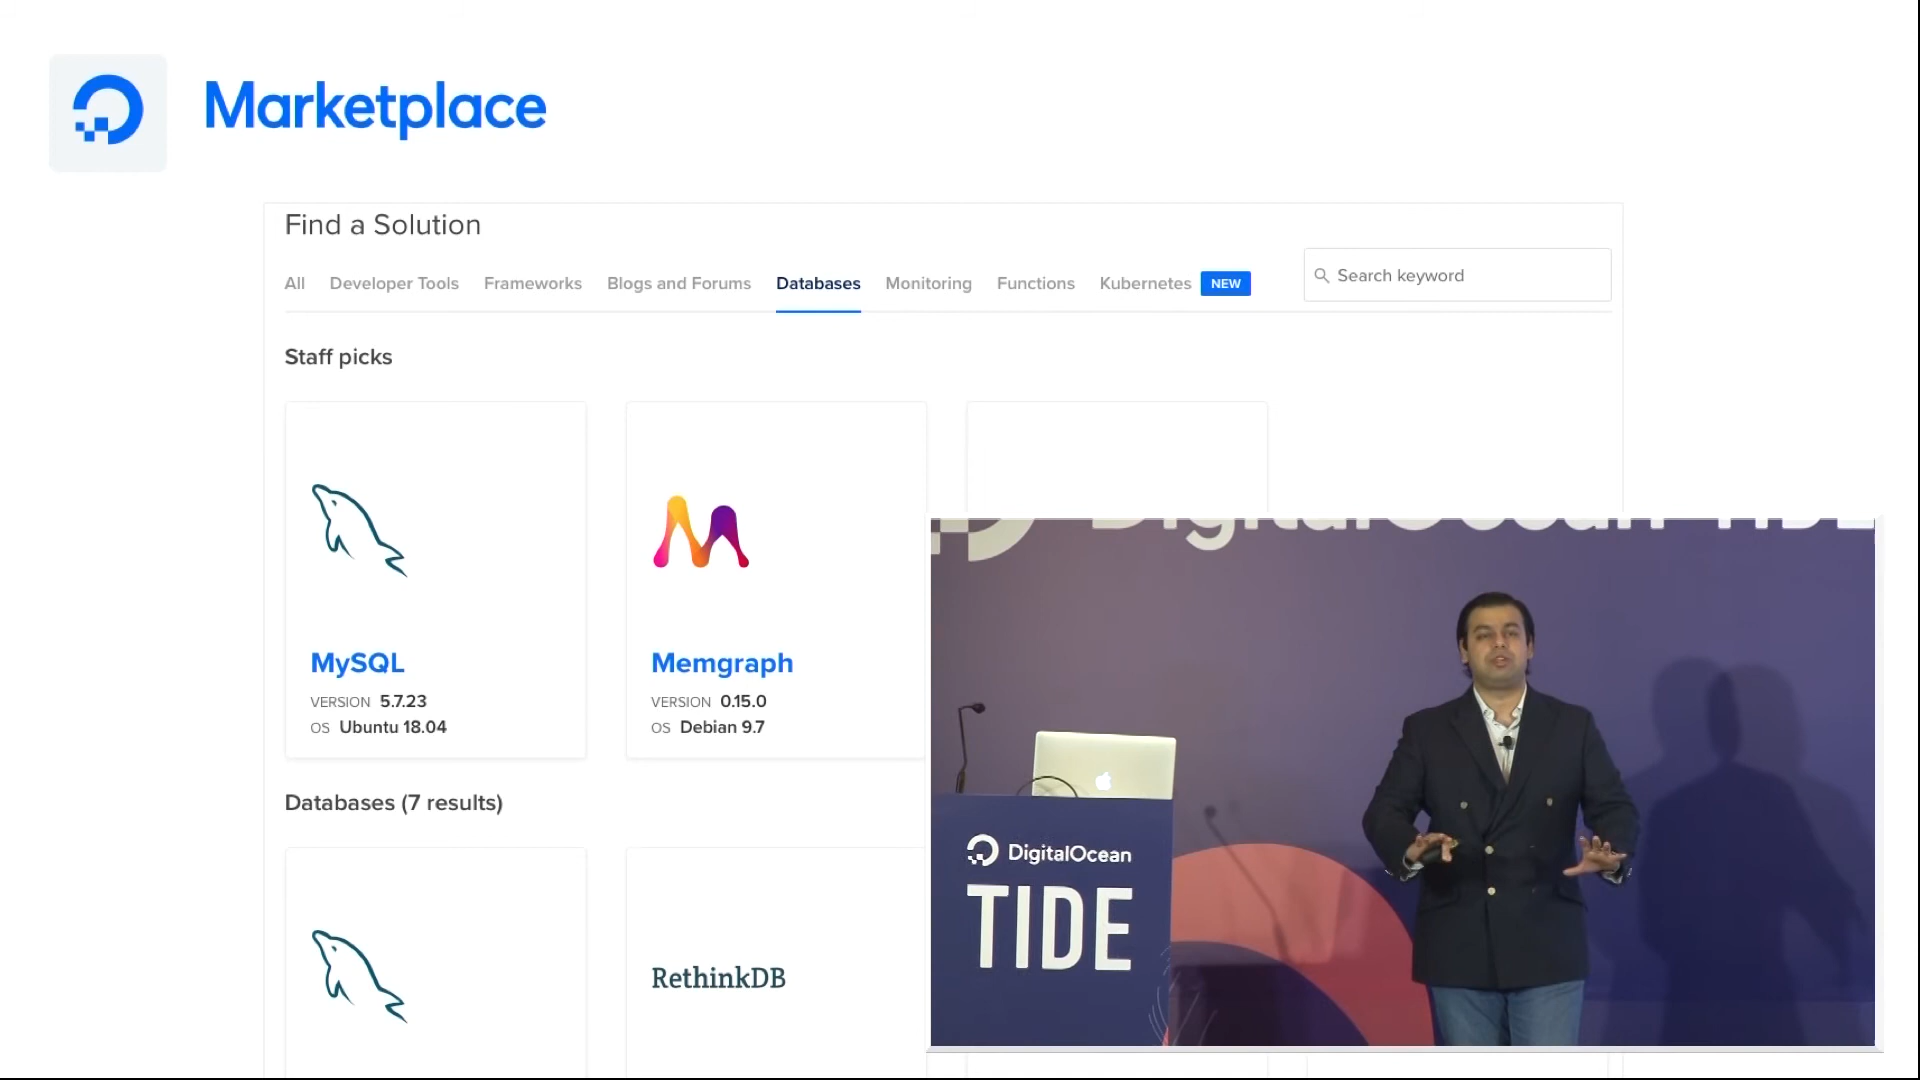 Marketplace
Find a Solution
All Developer Tools Frameworks Blogs and Forums Databases Monitoring Functions Kubernetes NEW
Search keyword
Staff picks
MySQL
VERSION 5.7.23
OS Ubuntu 18.04
Memgraph
VERSION 0.15.0
OS Debian 9.7
Databases (7 results)
RethinkDB
DigitalOcean TIDE
DigitalOcean
TIDE